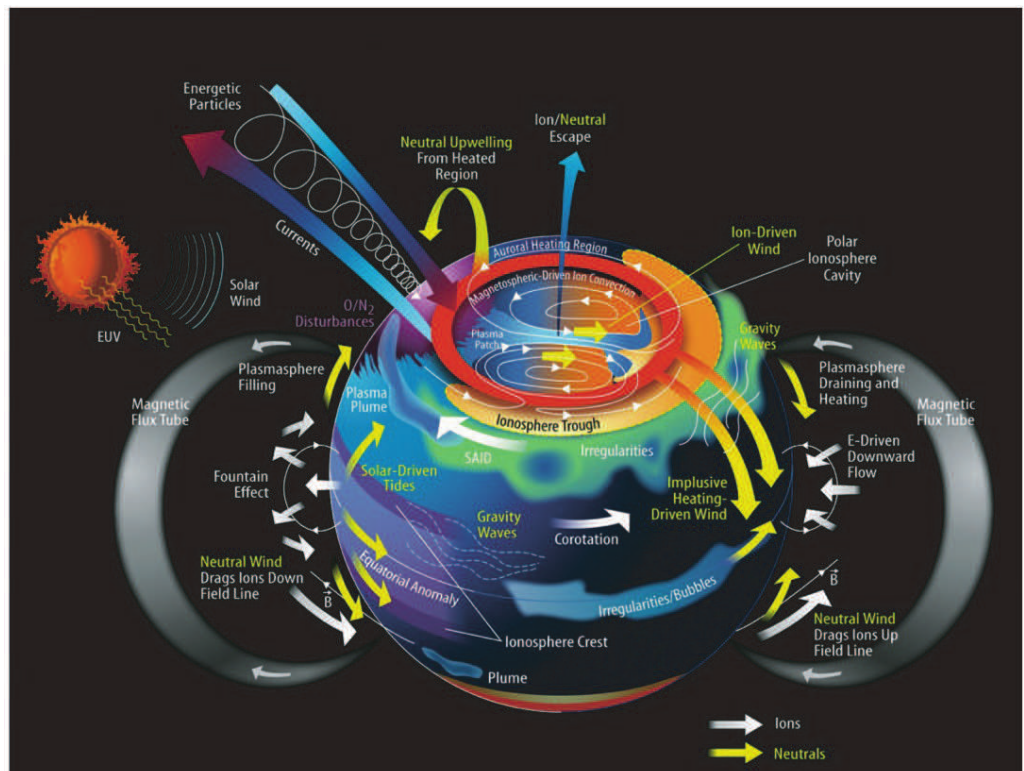 Energetic
Particles
Neutral Upwelling
From Heated
Region
Ion/Neutral
Escape
Ion-Driven
Wind
Polar
Ionosphere
Cavity
Currents
Auroral Heating Region
Magnetospheric-Driven Ion Convection
Solar
Wind
EUV
O/N2
Disturbances
Plasma
Patch
Gravity
Waves
Plasmasphere
Filling
Plasmasphere
Draining and
Heating
Magnetic
Flux Tube
Plasma
Plume
Ionosphere Trough
Magnetic
Flux Tube
SAID
Irregularities
E-Driven
Downward
Flow
Fountain
Effect
Solar-Driven
Tides
Implusive
Heating-
Driven Wind
Gravity
Waves
Corotation
Neutral Wind
Drags Ions Down
Field Line
B
Equatorial Anomaly
Irregularities/Bubbles
B
Neutral Wind
Drags Ions Up
Field Line
Ionosphere Crest
Plume
Ions
Neutrals